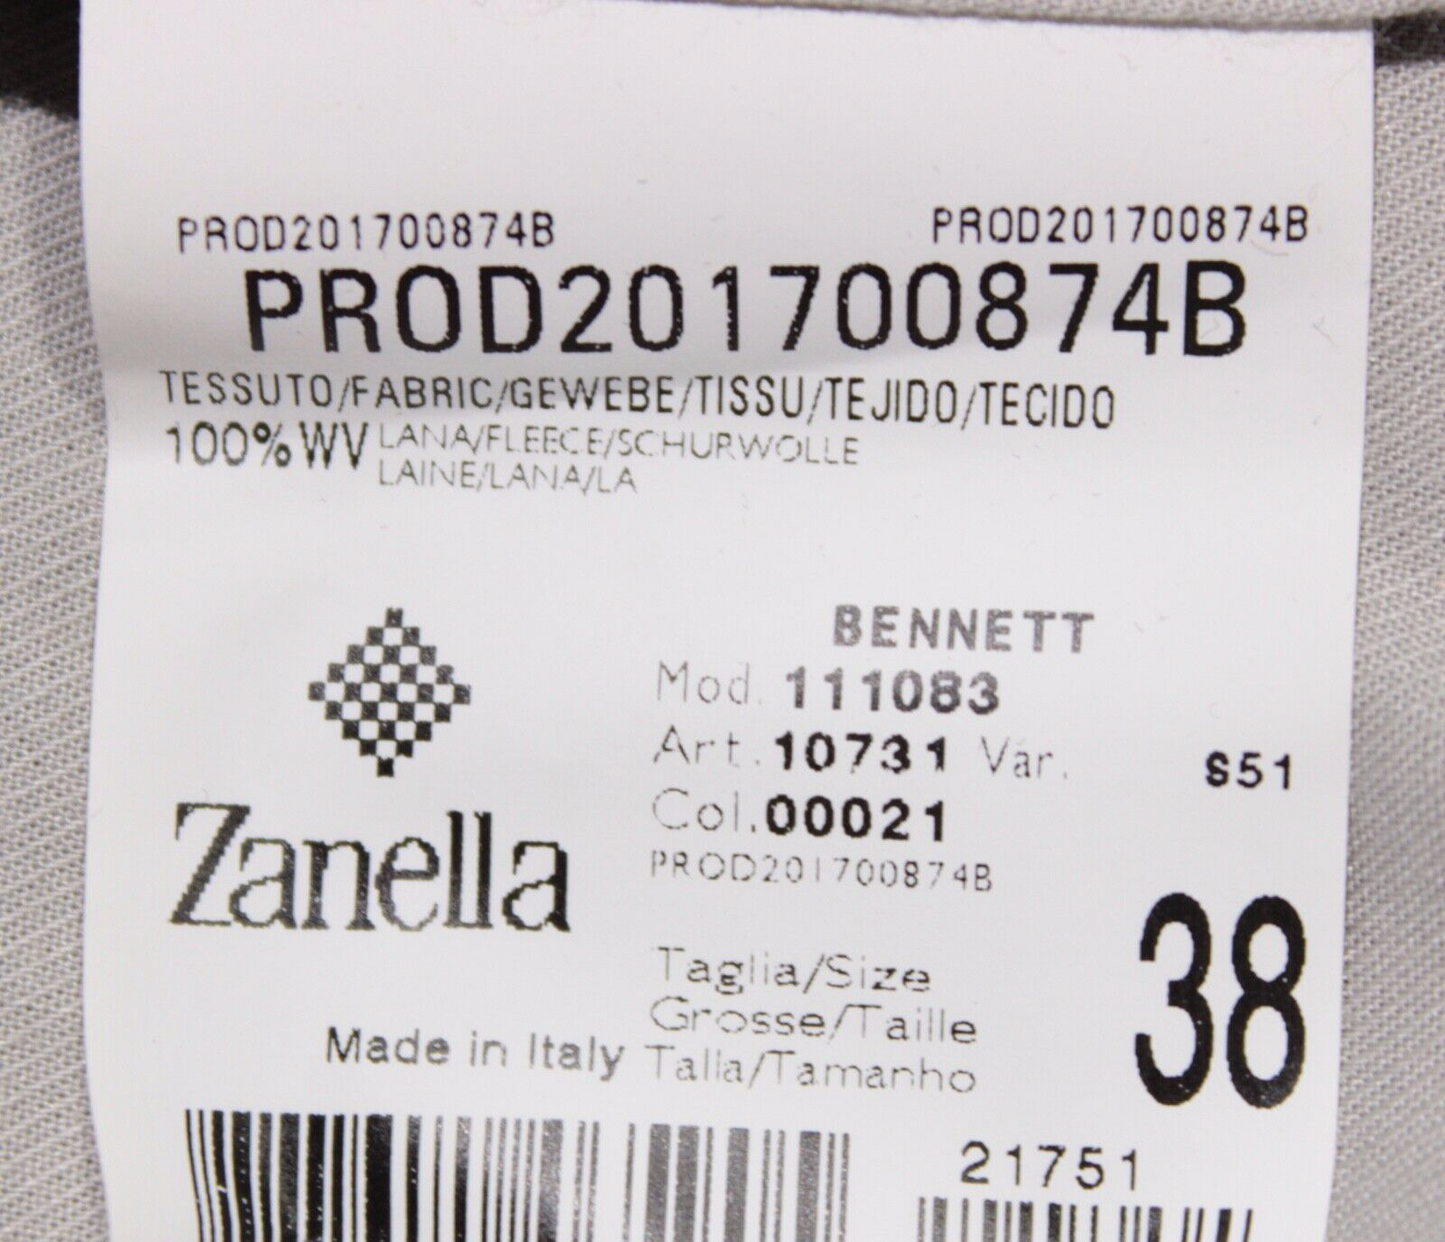 PROD201700874B PROD201700874B
PROD201700874B
TESSUTO/FABRIC/GEWEBE/TISSU/TEJIDO/TECIDO
100% WV LANA/FLEECE/SCHURWOLLE
LAINE/LANA/LA
BENNETT
Mod. 111083
Art. 10731 Var. S51
Col. 00021
PROD201700874B
Zanella
38
Taglia/Size
Grosse/Taille
Made in Italy Talla/Tamanho
21751